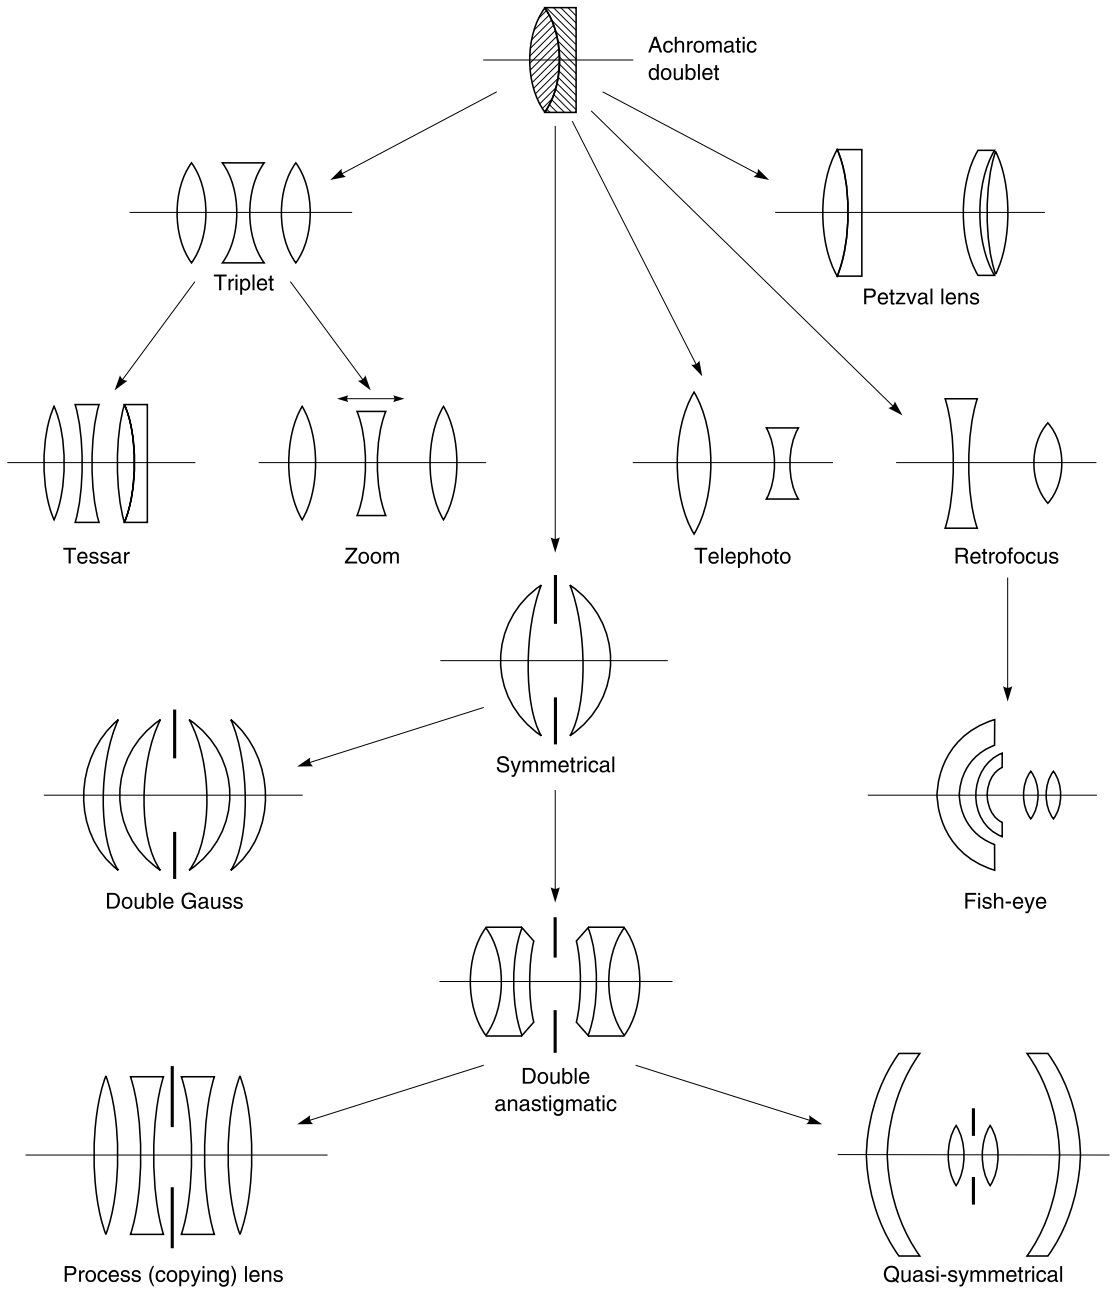 Achromatic
doublet
Triplet
Petzval lens
Tessar
Zoom
Telephoto
Retrofocus
Symmetrical
Double Gauss
Fish-eye
Double
anastigmatic
Process (copying) lens
Quasi-symmetrical